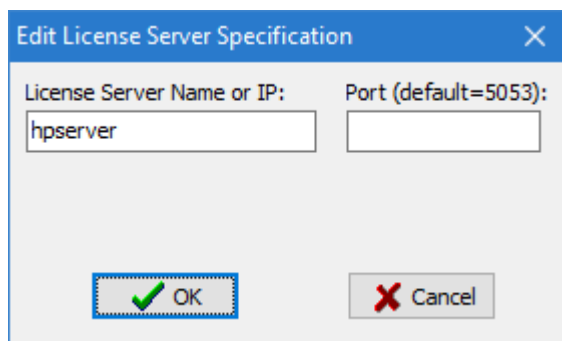 Edit License Server Specification
License Server Name or IP: Port (default=5053):
hpserver
OK Cancel